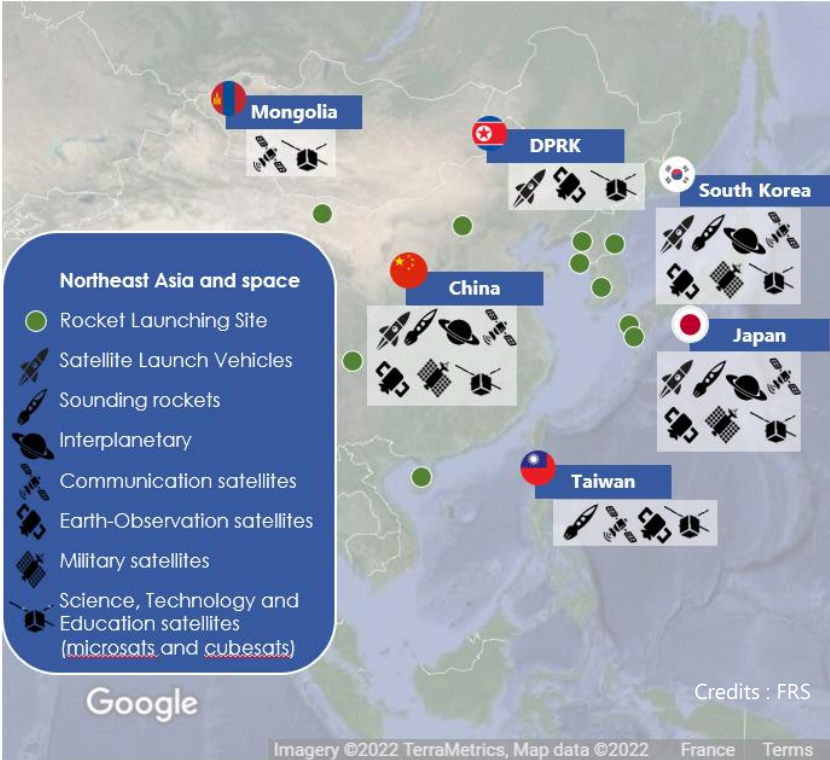 Mongolia
DPRK
South Korea
Northeast Asia and space
China
Rocket Launching Site
Japan
Satellite Launch Vehicles
Sounding rockets
Interplanetary
Communication satellites
Taiwan
Earth-Observation satellites
Military satellites
Science, Technology and
Education satellites
(microsats and cubesats)
Credits : FRS
Google
Imagery ©2022 TerraMetrics, Map data ©2022 France Terms